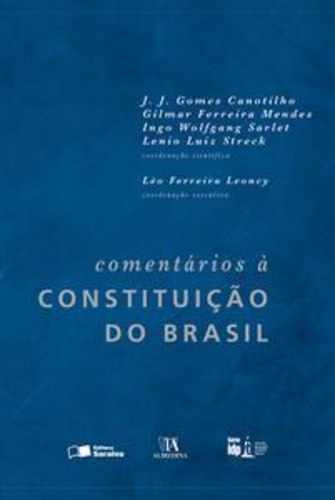 J. J. Gomes Canotilho
Gilmar Ferreira Mendes
Ingo Wolfgang Sarlet
Lenio Luiz Streck
coordenação científica
Léo Ferreira Leoncy
coordenação executiva
comentários à
CONSTITUIÇÃO
DO BRASIL
Editora
Saraiva
ALMEDINA
idp